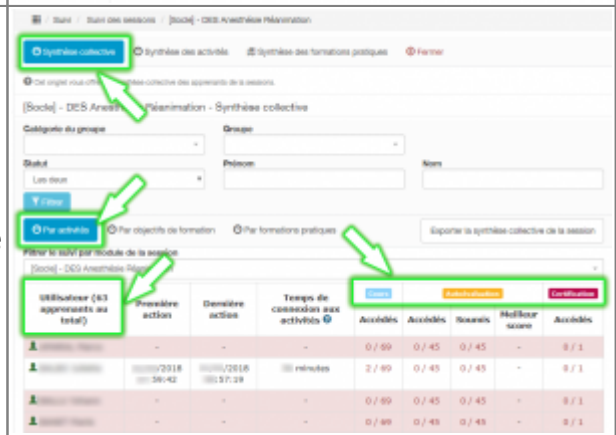 / Suivi / Suivi des sessions / [Socle] - DES Anesthésie Réanimation
Synthèse collective Synthèse des activités Synthèse des formations pratiques Fermer
Cet onglet vous offre synthèse collective des apprenants de la session.
[Socle] - DES Anesthésie Réanimation - Synthèse collective
Catégorie du groupe Groupe
Statut Prénom Nom
Les deux
Filtrer
Par activités Par objectifs de formation Par formations pratiques Exporter la synthèse collective de la session
Filtrer le suivi par module de la session
[Socle] - DES Anesthésie Réanimation
Cours Autoévaluation Certification
Utilisateur (63 apprenants au total) Première action Dernière action Temps de connexion aux activités Accédés Accédés Soumis Meilleur score Accédés
- - - 0 / 69 0 / 45 0 / 45 - 0 / 1
/2018 :56:42 /2018 :57:19 minutes 2 / 69 0 / 45 0 / 45 - 0 / 1
- - - 0 / 69 0 / 45 0 / 45 - 0 / 1
- - - 0 / 69 0 / 45 0 / 45 - 0 / 1